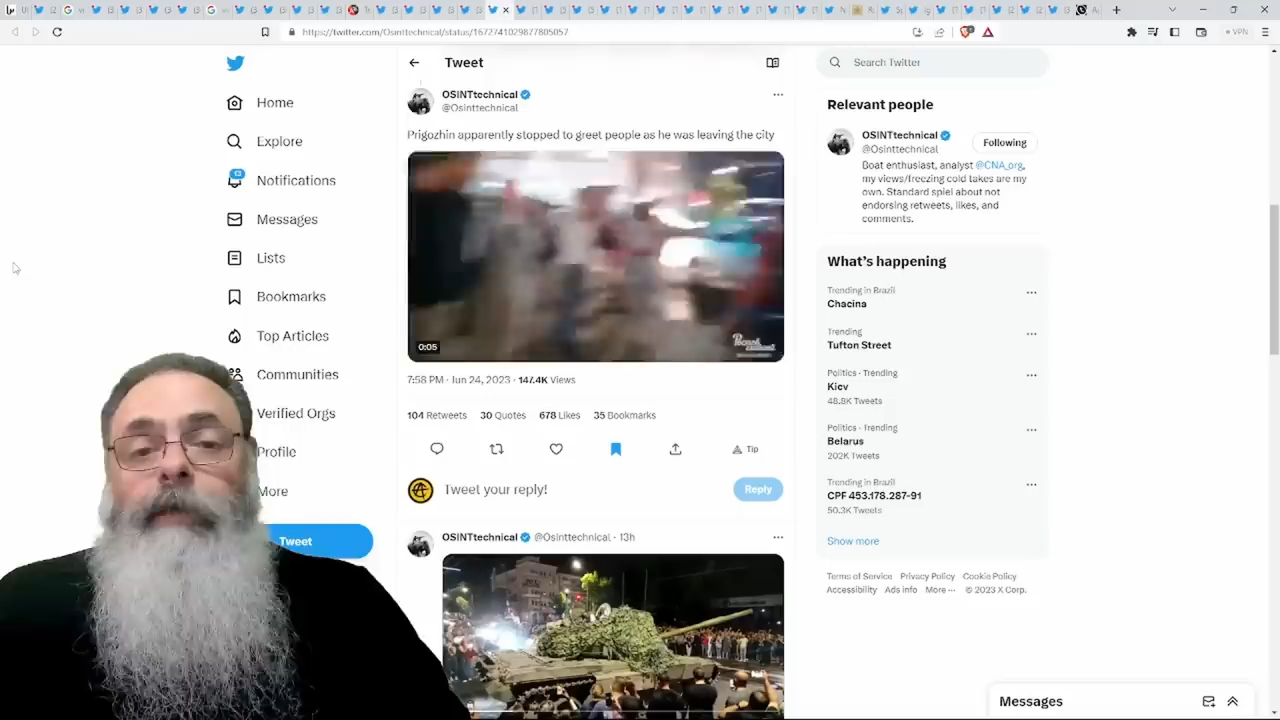 https://twitter.com/Osinttechnical/status/1672741029877805057
VPN
Home
Explore
Notifications
Messages
Lists
Bookmarks
Top Articles
Communities
Verified Orgs
Profile
More
Tweet
Tweet
OSINTtechnical
@Osinttechnical
Prigozhin apparently stopped to greet people as he was leaving the city
0:05
7:58 PM · Jun 24, 2023 · 147.4K Views
104 Retweets 30 Quotes 678 Likes 35 Bookmarks
Tip
Tweet your reply!
Reply
OSINTtechnical @Osinttechnical · 13h
Search Twitter
Relevant people
OSINTtechnical
@Osinttechnical
Following
Boat enthusiast, analyst @CNA_org,
my views/freezing cold takes are my
own. Standard spiel about not
endorsing retweets, likes, and
comments.
What's happening
Trending in Brazil
Chacina
Trending
Tufton Street
Politics · Trending
Kiev
48.8K Tweets
Politics · Trending
Belarus
202K Tweets
Trending in Brazil
CPF 453.178.287-91
50.3K Tweets
Show more
Terms of Service Privacy Policy Cookie Policy
Accessibility Ads info More ··· © 2023 X Corp.
Messages